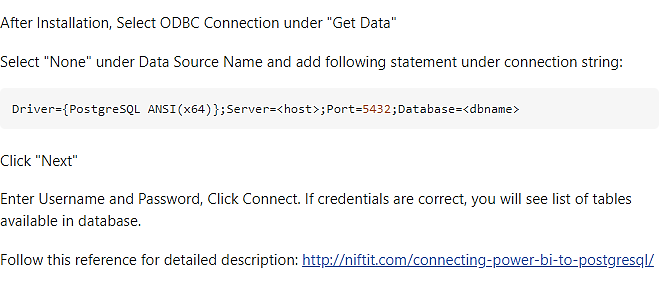 After Installation, Select ODBC Connection under "Get Data"
Select "None" under Data Source Name and add following statement under connection string:
Driver={PostgreSQL ANSI(x64)};Server=<host>;Port=5432;Database=<dbname>
Click "Next"
Enter Username and Password, Click Connect. If credentials are correct, you will see list of tables
available in database.
Follow this reference for detailed description: http://niftit.com/connecting-power-bi-to-postgresql/